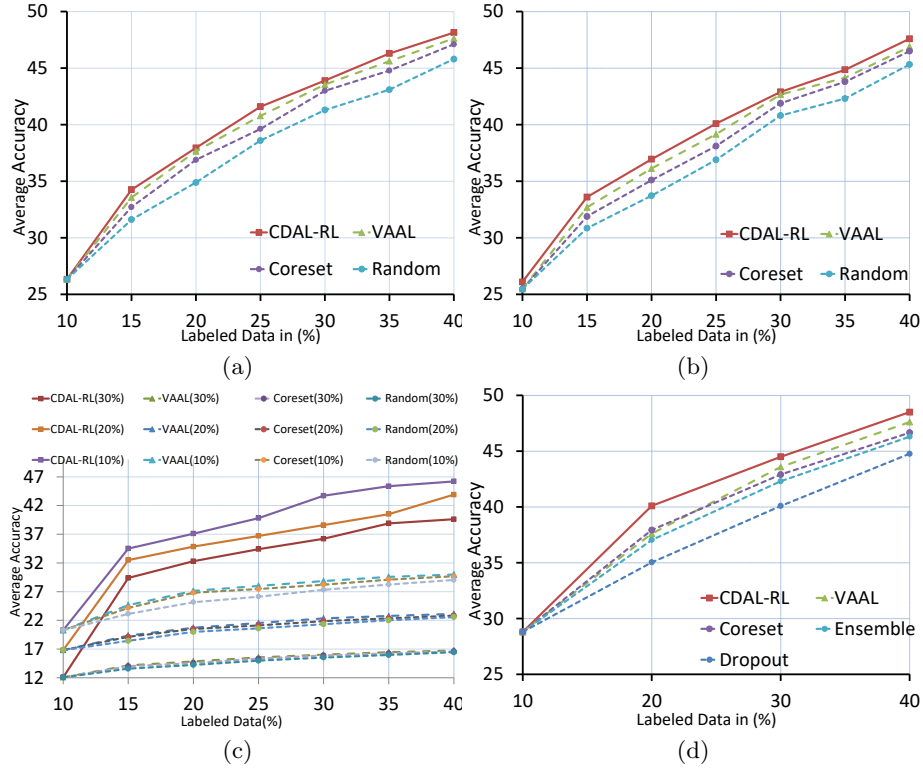 50
45
40
35
30
25
Average Accuracy
CDAL-RL VAAL
Coreset Random
10 15 20 25 30 35 40
Labeled Data in (%)
(a)
50
45
40
35
30
25
Average Accuracy
CDAL-RL VAAL
Coreset Random
10 15 20 25 30 35 40
Labeled Data in (%)
(b)
CDAL-RL(30%) VAAL(30%) Coreset(30%) Random(30%)
CDAL-RL(20%) VAAL(20%) Coreset(20%) Random(20%)
CDAL-RL(10%) VAAL(10%) Coreset(10%) Random(10%)
47
42
37
32
27
22
17
12
Average Accuracy
10 15 20 25 30 35 40
Labeled Data(%)
(c)
50
45
40
35
30
25
Average Accuracy
CDAL-RL VAAL
Coreset Ensemble
Dropout
10 20 30 40
Labeled Data in (%)
(d)